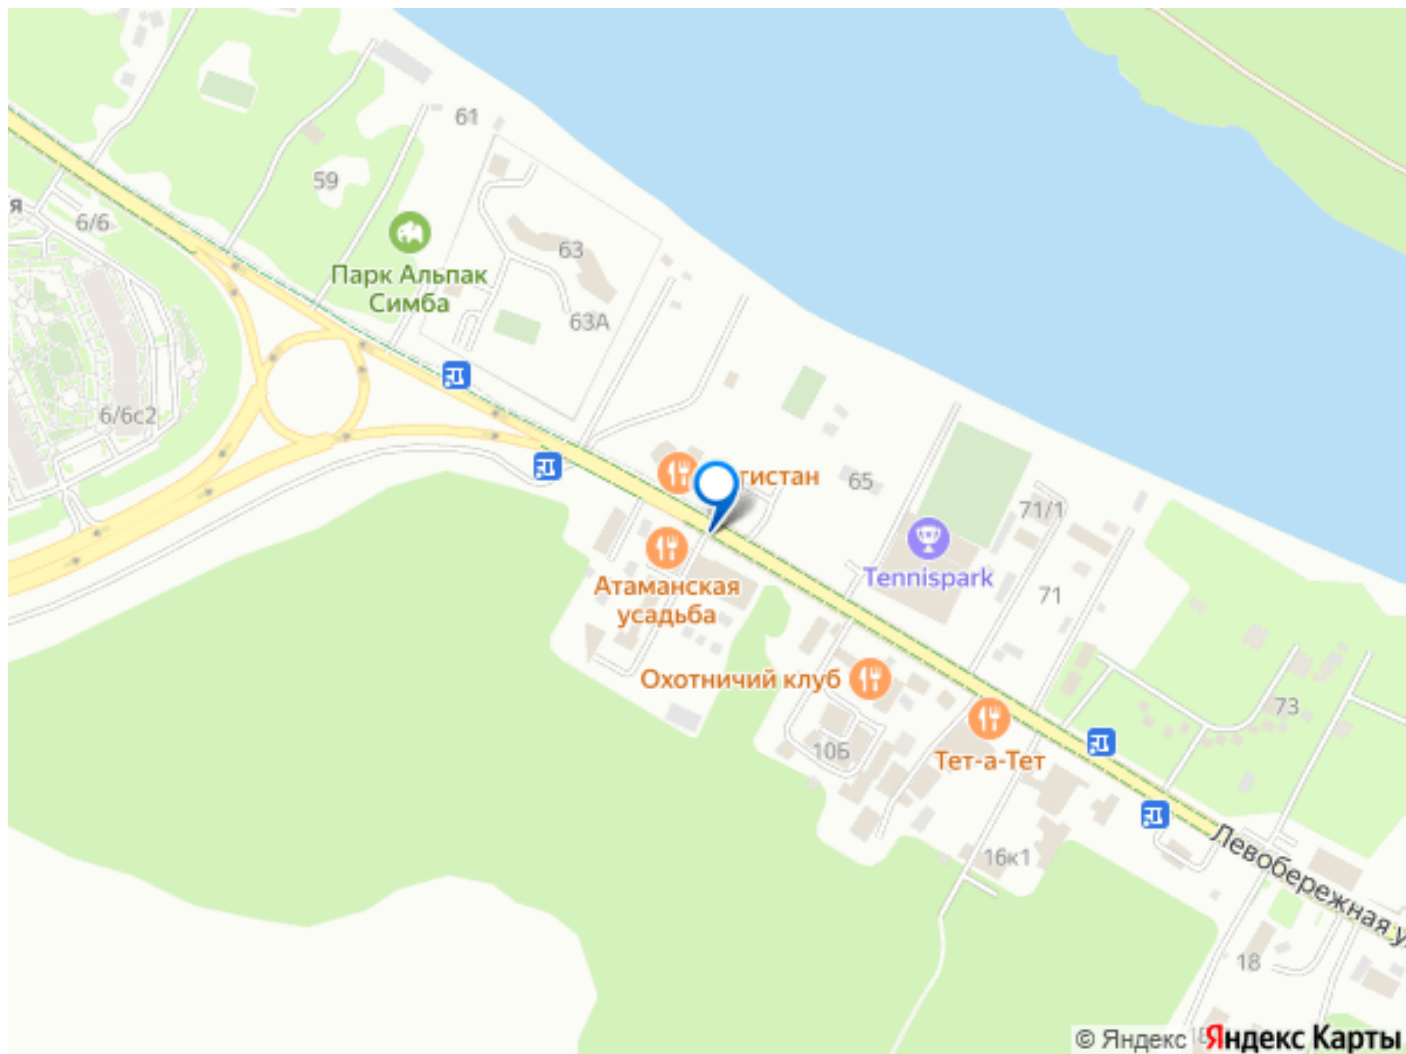 61
59
я
6/6
63
Парк Альпак
Симба
63А
6/6с2
гистан
65
71/1
Tennispark
Атаманская
усадьба
71
Охотничий клуб
73
10Б
Тет-а-Тет
Левобережная у
16к1
18
© Яндекс
Яндекс Карты